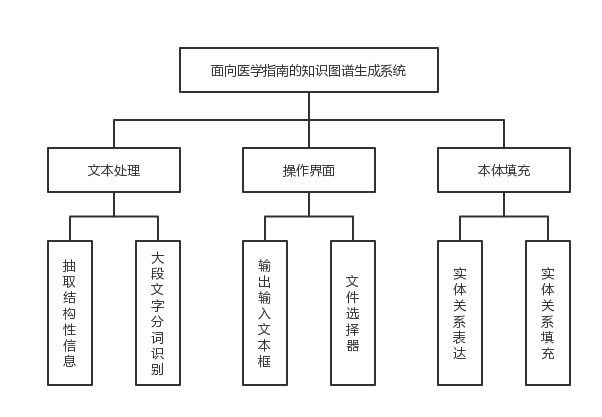 面向医学指南的知识图谱生成系统
文本处理
操作界面
本体填充
抽取结构性信息
大段文字分词识别
输出输入文本框
文件选择器
实体关系表达
实体关系填充